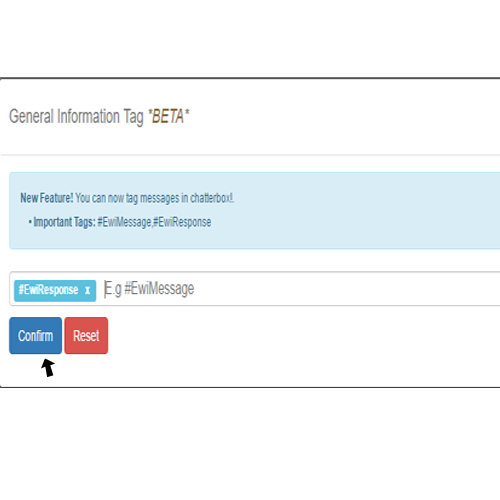 General Information Tag *BETA*
New Feature! You can now tag messages in chatterbox!.
• Important Tags: #EwiMessage,#EwiResponse
#EwiResponse x E.g #EwiMessage
Confirm Reset